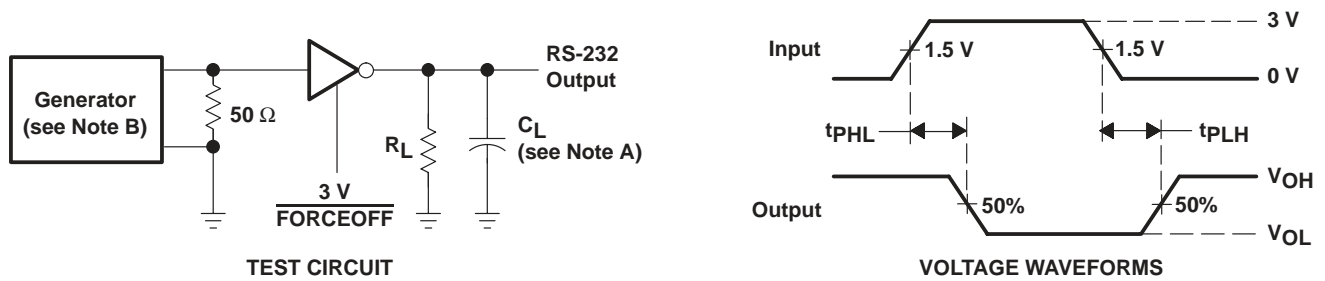 Generator
(see Note B)
50 Ω
3 V
FORCEOFF
RL
CL
(see Note A)
RS-232
Output
TEST CIRCUIT
Input
1.5 V
1.5 V
3 V
0 V
tPHL
tPLH
Output
50%
50%
VOH
VOL
VOLTAGE WAVEFORMS